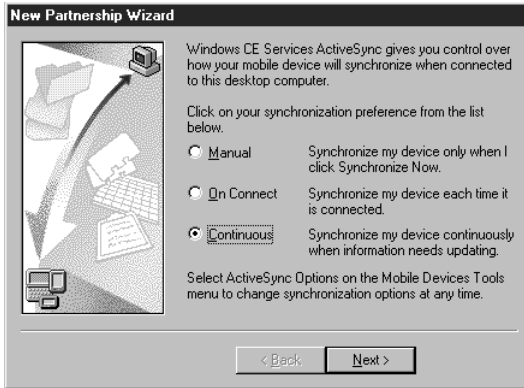 New Partnership Wizard
Windows CE Services ActiveSync gives you control over
how your mobile device will synchronize when connected
to this desktop computer.
Click on your synchronization preference from the list
below.
Manual Synchronize my device only when I
click Synchronize Now.
On Connect Synchronize my device each time it
is connected.
Continuous Synchronize my device continuously
when information needs updating.
Select ActiveSync Options on the Mobile Devices Tools
menu to change synchronization options at any time.
< Back Next >